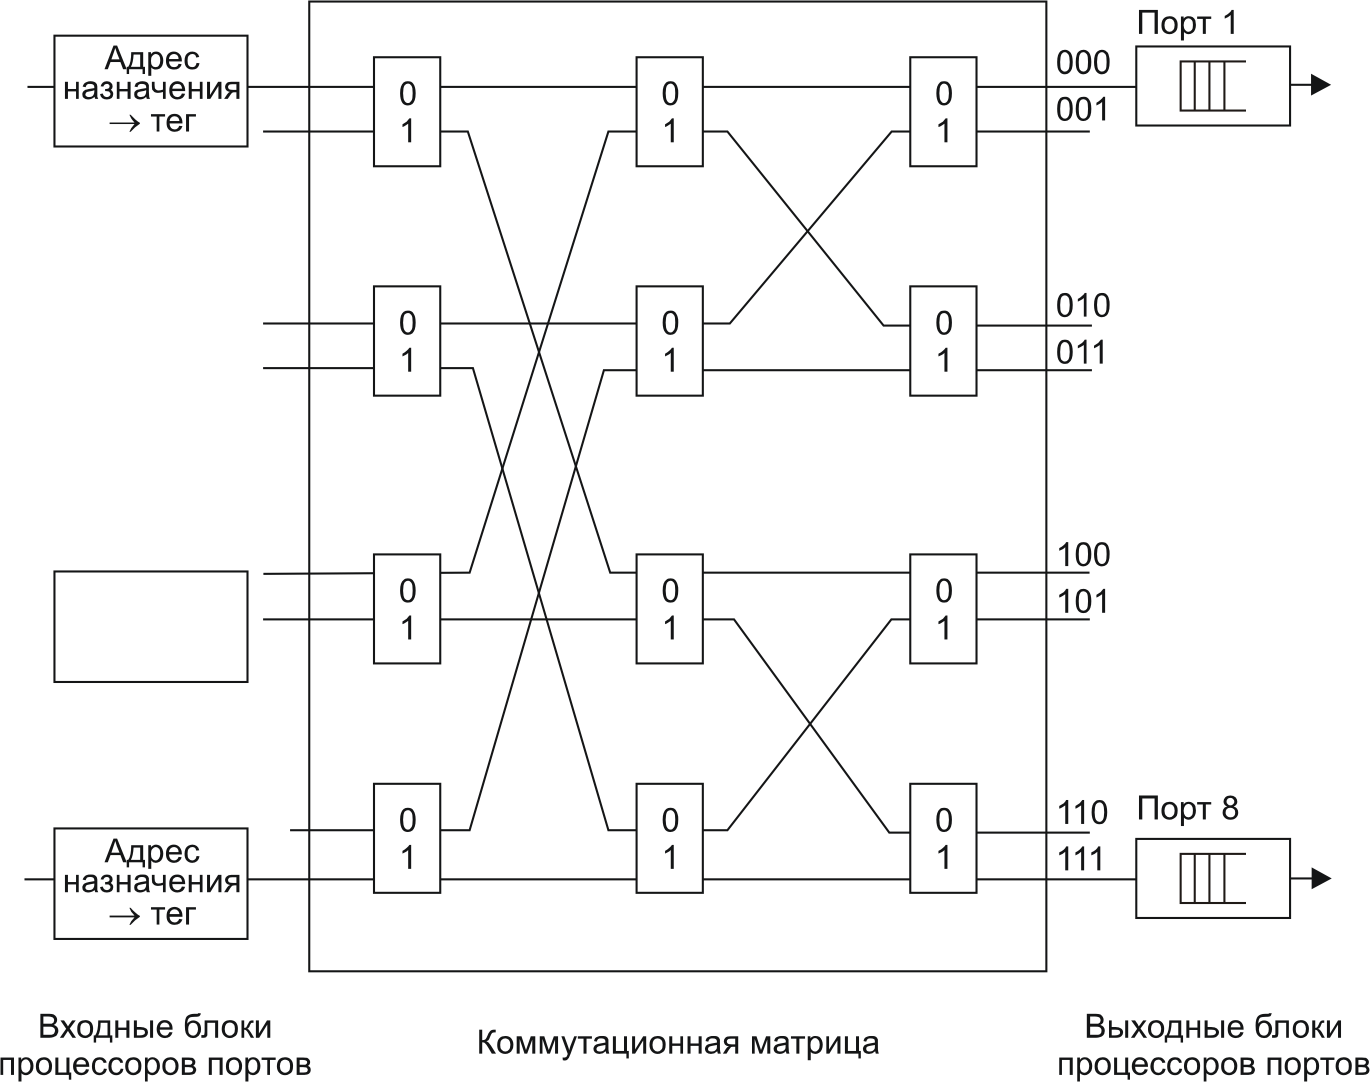 Порт 1
Адрес
назначения
→ тег
0
1
0
1
0
1
000
001
0
1
0
1
0
1
010
011
0
1
0
1
0
1
100
101
Порт 8
Адрес
назначения
→ тег
0
1
0
1
0
1
110
111
Входные блоки
процессоров портов
Коммутационная матрица
Выходные блоки
процессоров портов